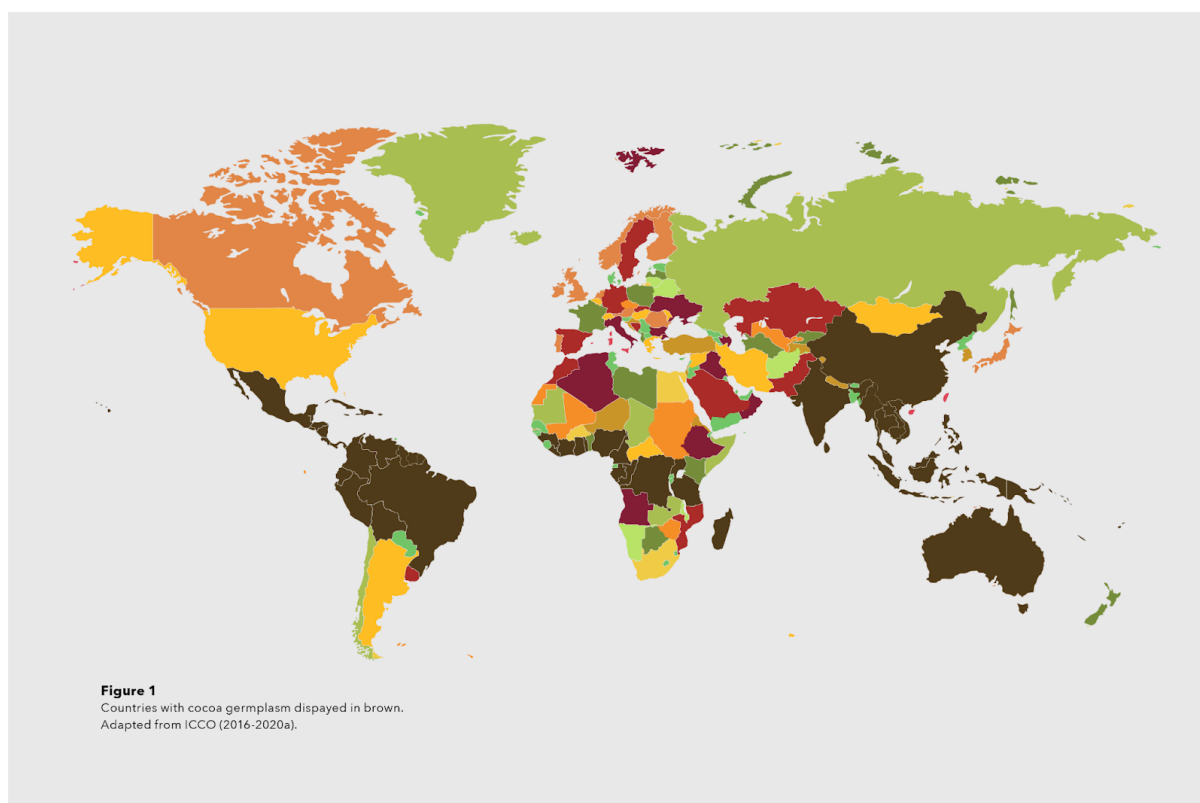 Figure 1
Countries with cocoa germplasm dispayed in brown.
Adapted from ICCO (2016-2020a).